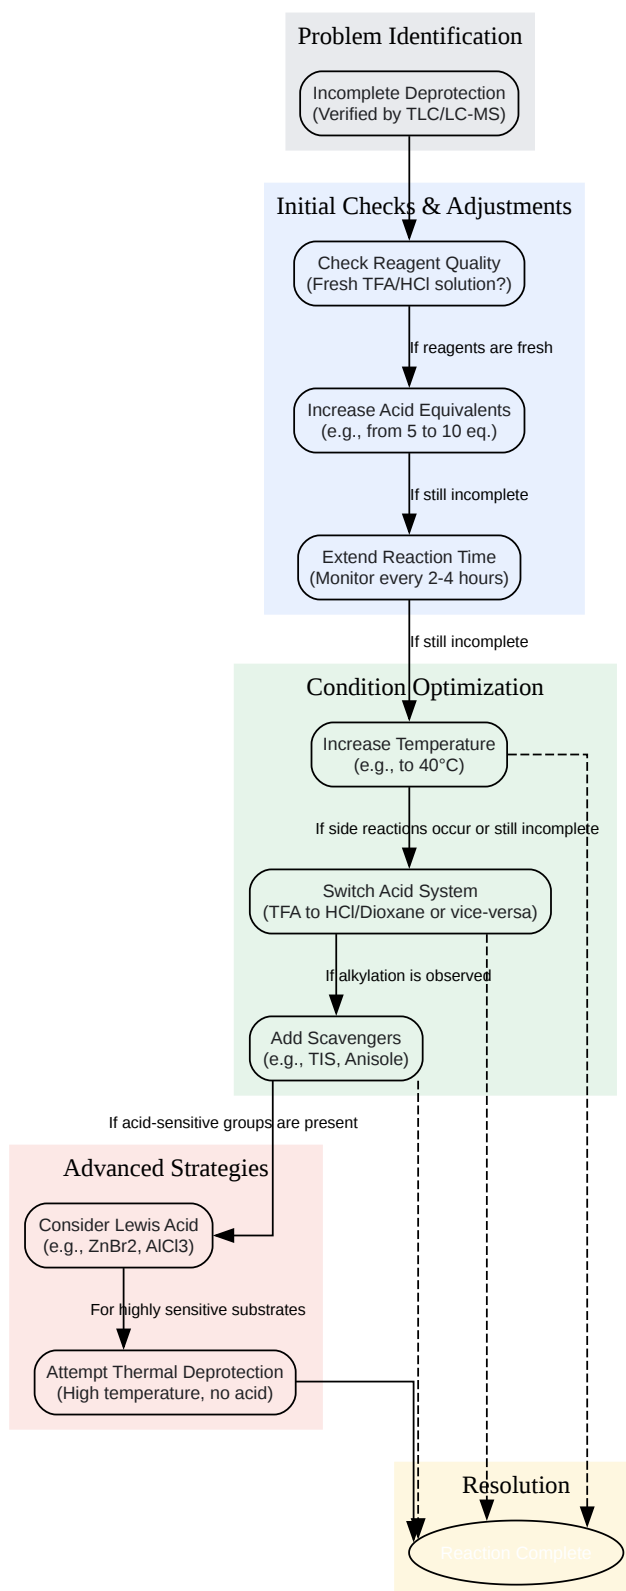 Problem Identification
Incomplete Deprotection
(Verified by TLC/LC-MS)
Initial Checks & Adjustments
Check Reagent Quality
(Fresh TFA/HCl solution?)
If reagents are fresh
Increase Acid Equivalents
(e.g., from 5 to 10 eq.)
If still incomplete
Extend Reaction Time
(Monitor every 2-4 hours)
If still incomplete
Condition Optimization
Increase Temperature
(e.g., to 40°C)
If side reactions occur or still incomplete
Switch Acid System
(TFA to HCl/Dioxane or vice-versa)
If alkylation is observed
Add Scavengers
(e.g., TIS, Anisole)
If acid-sensitive groups are present
Advanced Strategies
Consider Lewis Acid
(e.g., ZnBr2, AlCl3)
For highly sensitive substrates
Attempt Thermal Deprotection
(High temperature, no acid)
Resolution
Reaction Complete